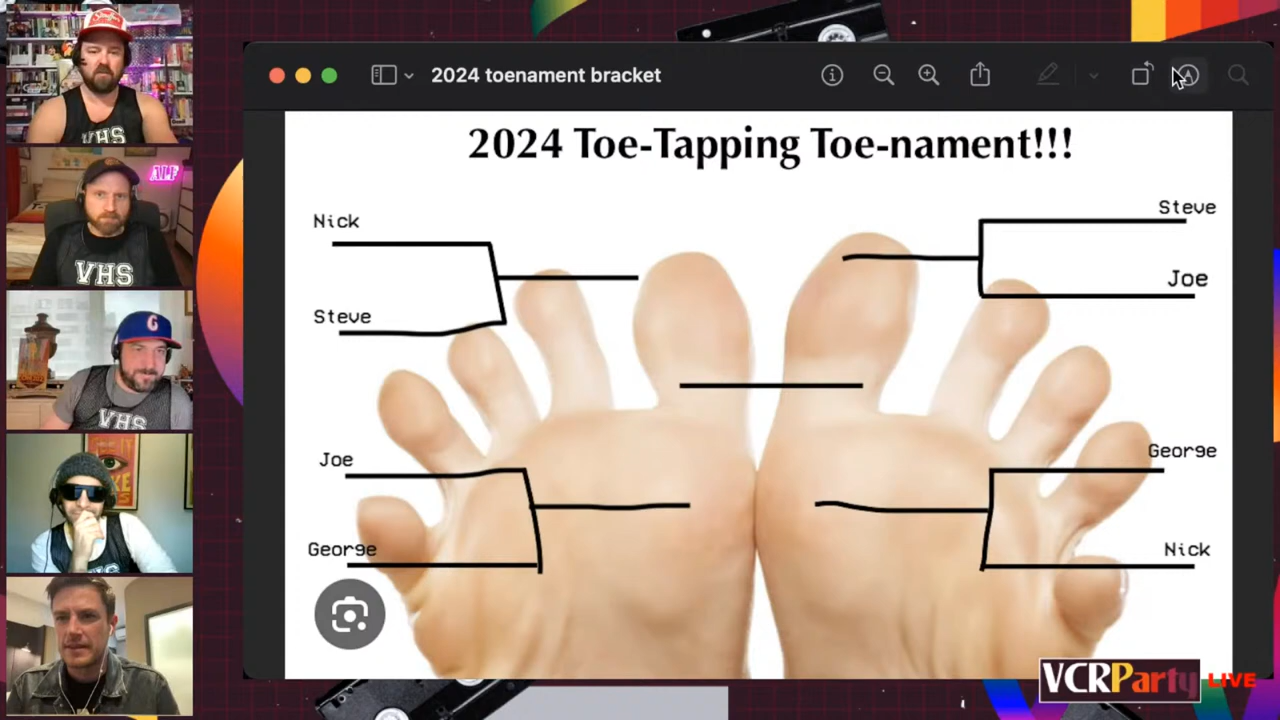 2024 toenament bracket
2024 Toe-Tapping Toe-nament!!!
Nick
Steve
Joe
George
Steve
Joe
George
Nick
VHS
ALF
VHS
G
VHS
VCRParty LIVE